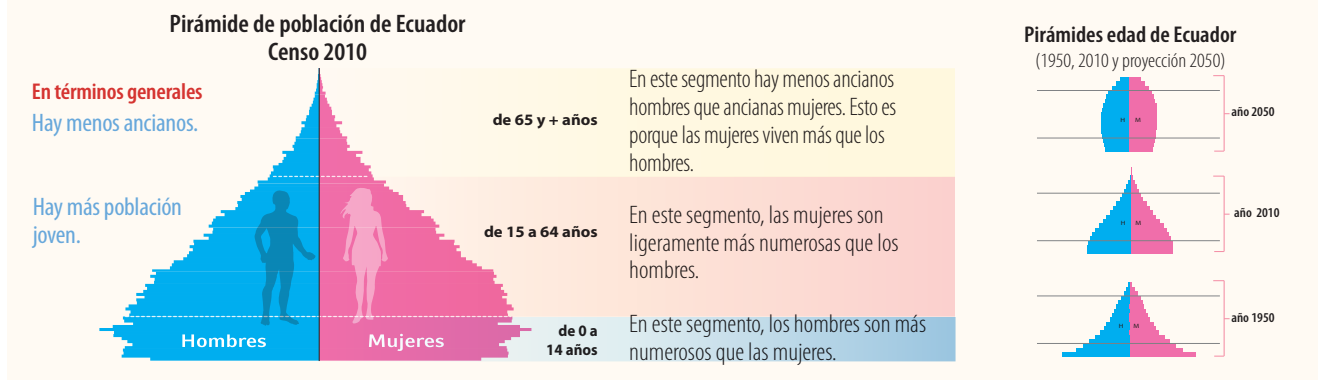 Pirámide de población de Ecuador
Censo 2010
En términos generales
Hay menos ancianos.
Hay más población
joven.
de 65 y + años
En este segmento hay menos ancianos
hombres que ancianas mujeres. Esto es
porque las mujeres viven más que los
hombres.
de 15 a 64 años
En este segmento, las mujeres son
ligeramente más numerosas que los
hombres.
Hombres
Mujeres
de 0 a
14 años
En este segmento, los hombres son más
numerosos que las mujeres.
Pirámides edad de Ecuador
(1950, 2010 y proyección 2050)
H M
año 2050
H M
año 2010
H M
año 1950